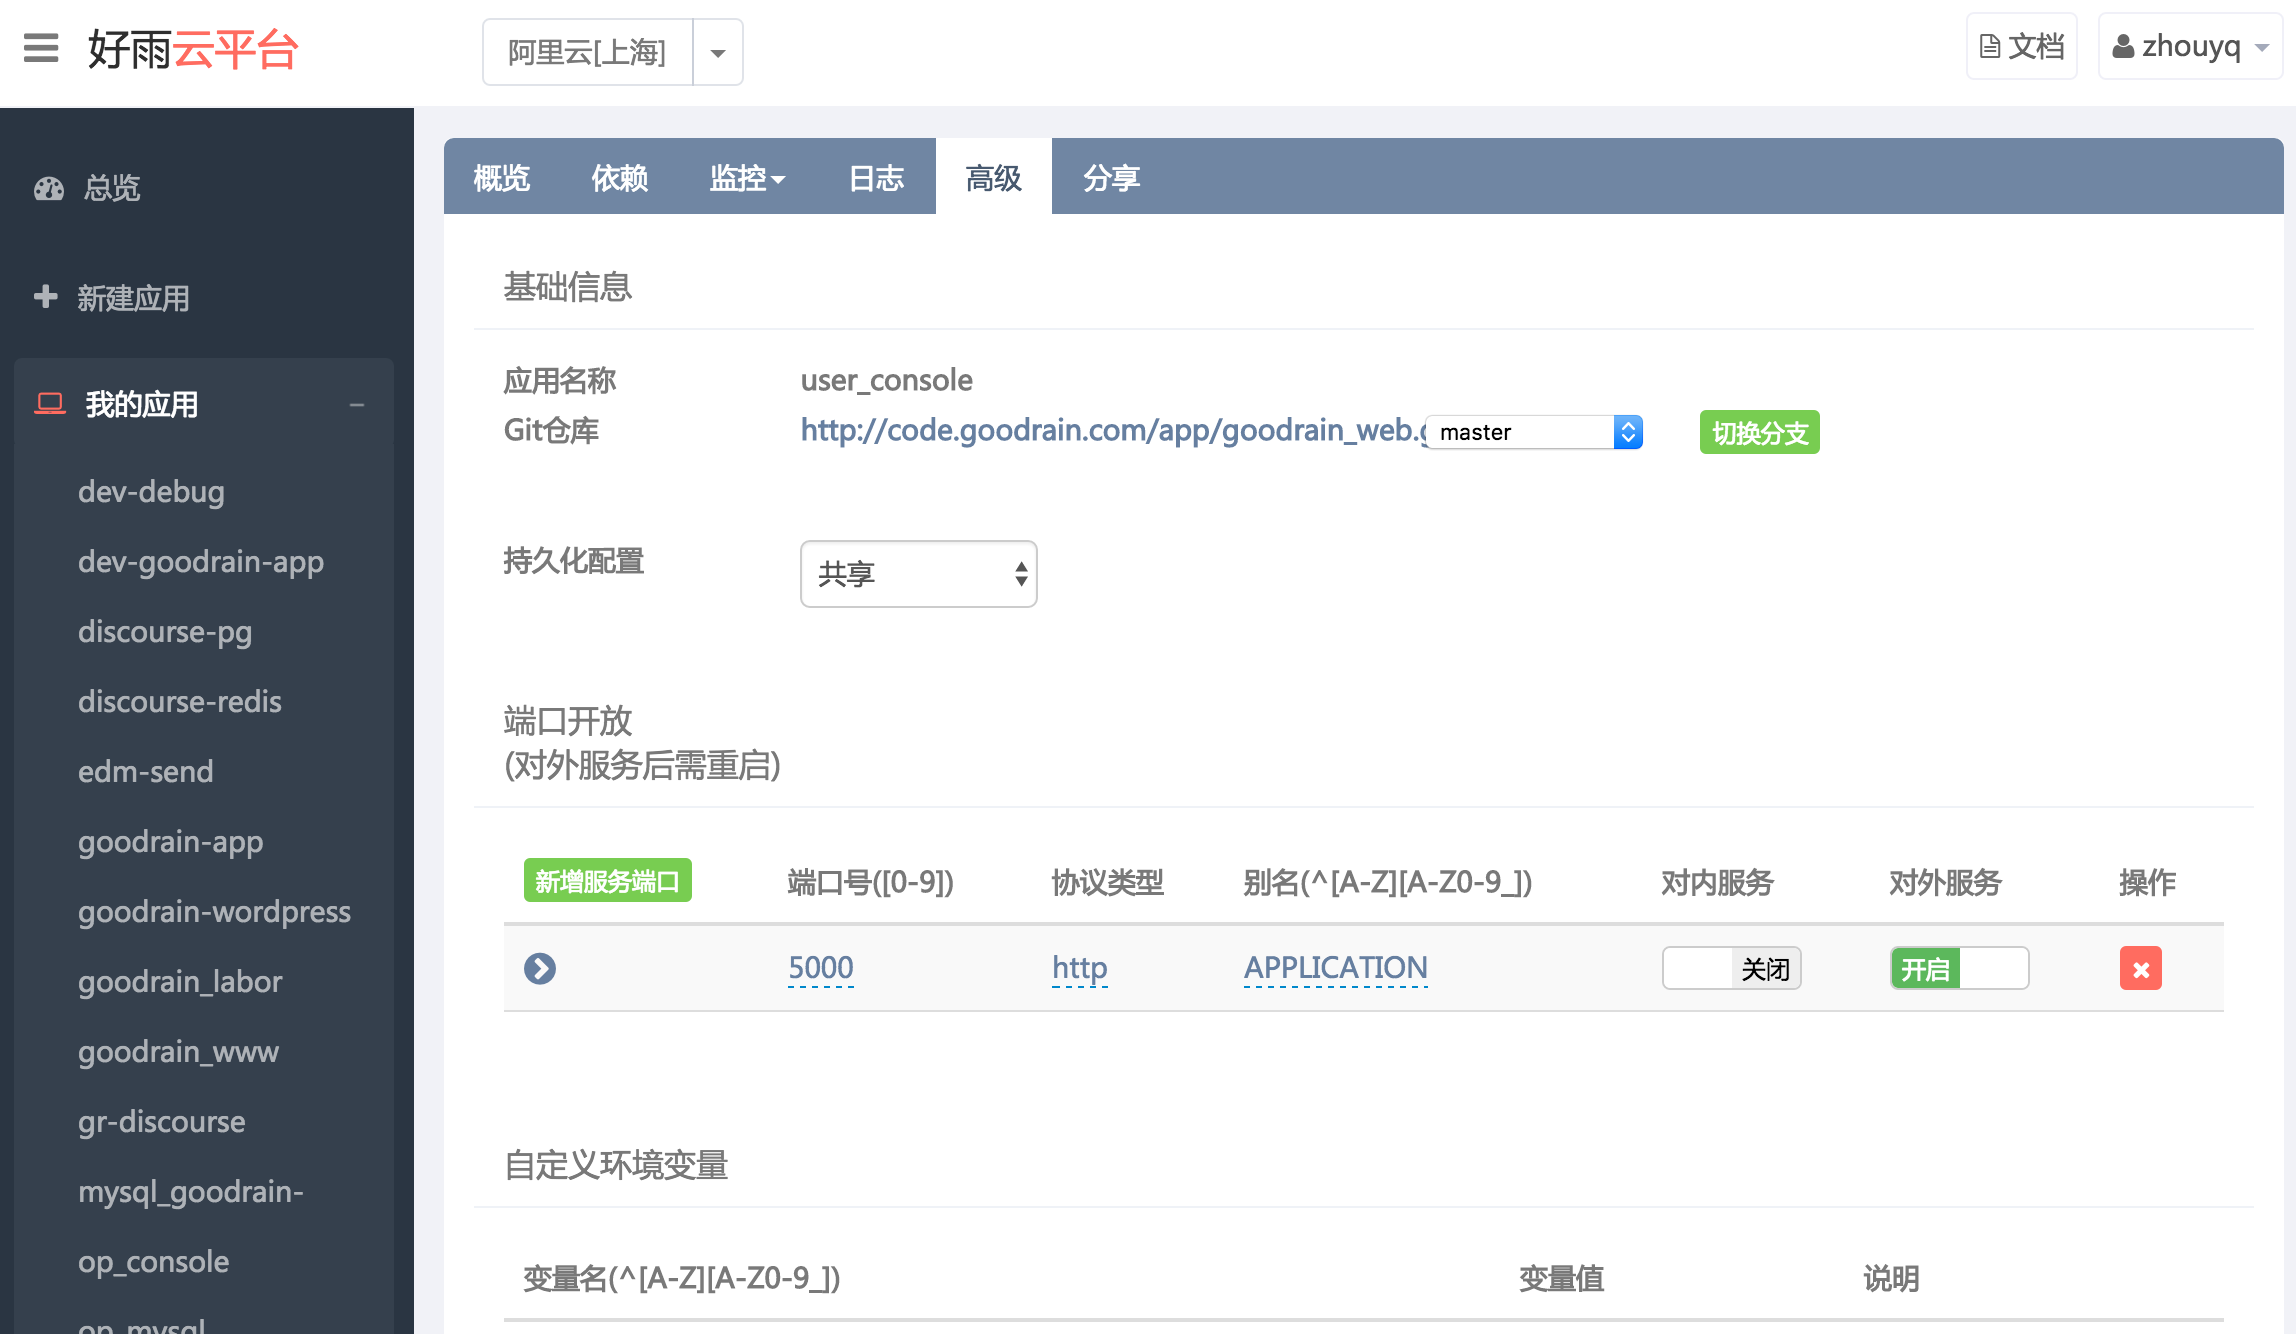 好雨云平台
阿里云[上海]
文档
zhouyq
总览
新建应用
我的应用
dev-debug
dev-goodrain-app
discourse-pg
discourse-redis
edm-send
goodrain-app
goodrain-wordpress
goodrain_labor
goodrain_www
gr-discourse
mysql_goodrain-
op_console
op_mysql
概览 依赖 监控 日志 高级 分享
基础信息
应用名称 user_console
Git仓库 http://code.goodrain.com/app/goodrain_web.g master 切换分支
持久化配置 共享
端口开放
(对外服务后需重启)
新增服务端口 端口号([0-9]) 协议类型 别名(^[A-Z][A-Z0-9_]) 对内服务 对外服务 操作
5000 http APPLICATION 关闭 开启
自定义环境变量
变量名(^[A-Z][A-Z0-9_]) 变量值 说明